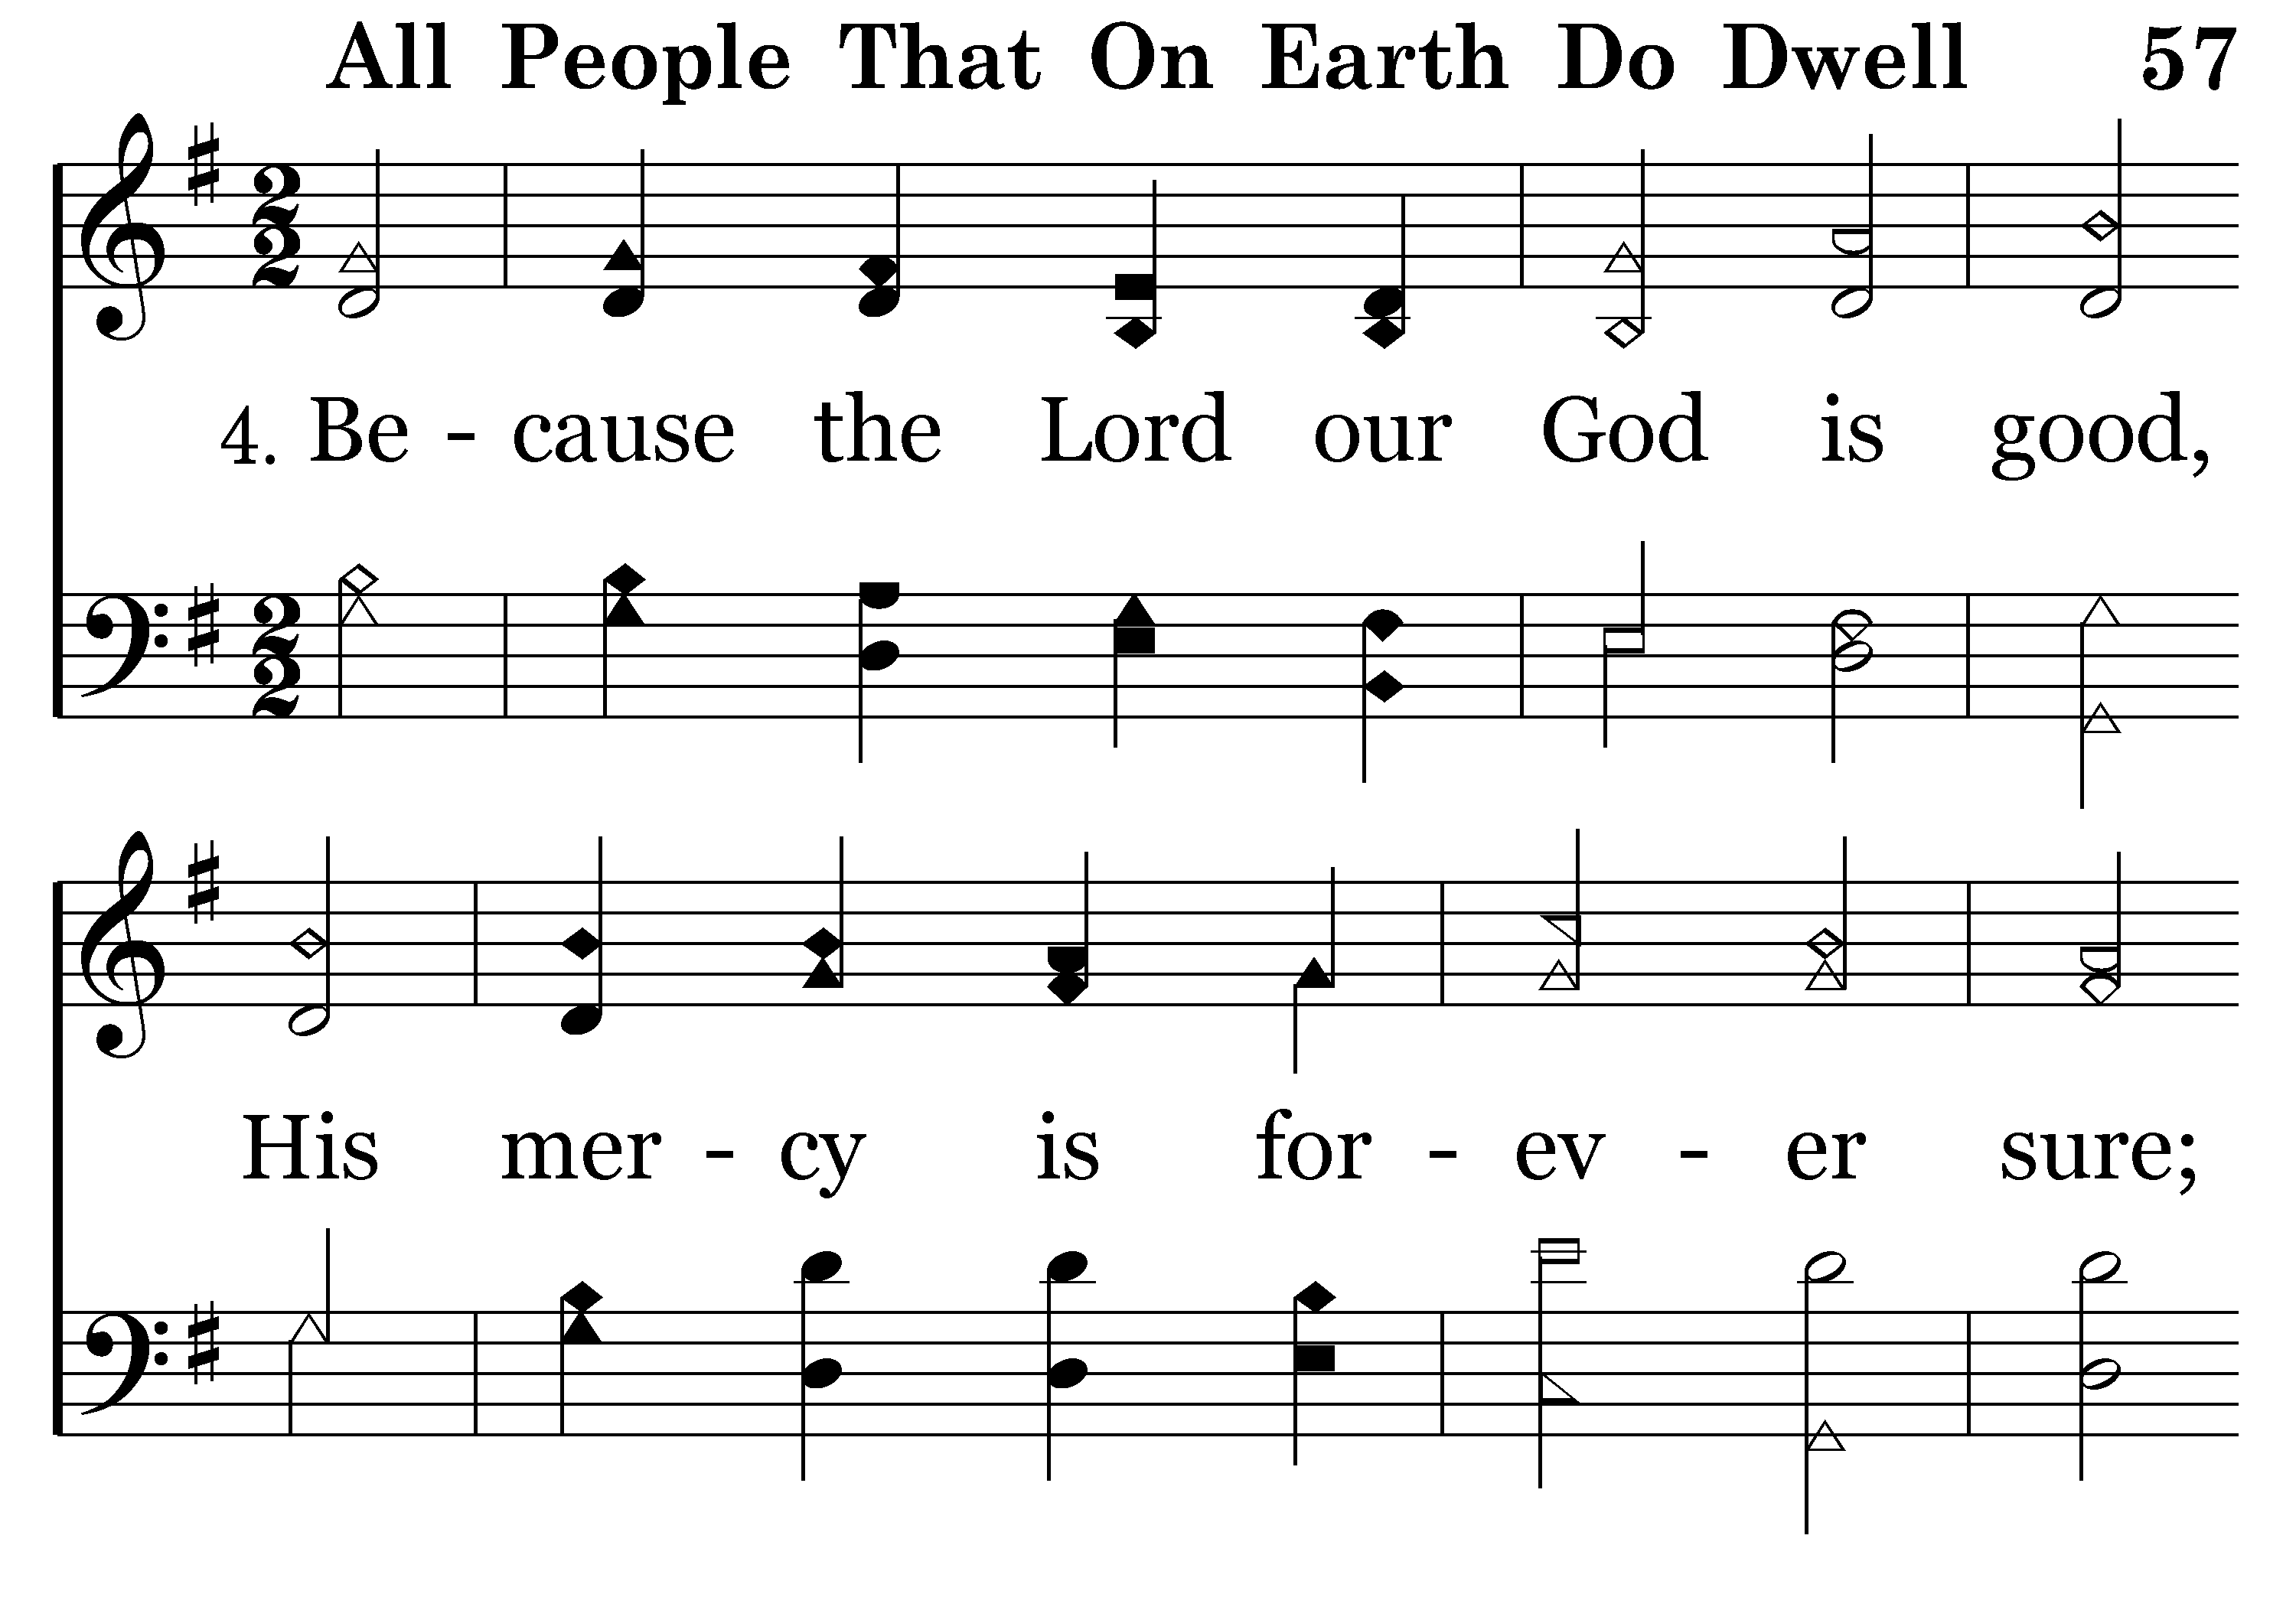 All People That On Earth Do Dwell 57
4. Be - cause the Lord our God is good,
His mer - cy is for - ev - er sure;